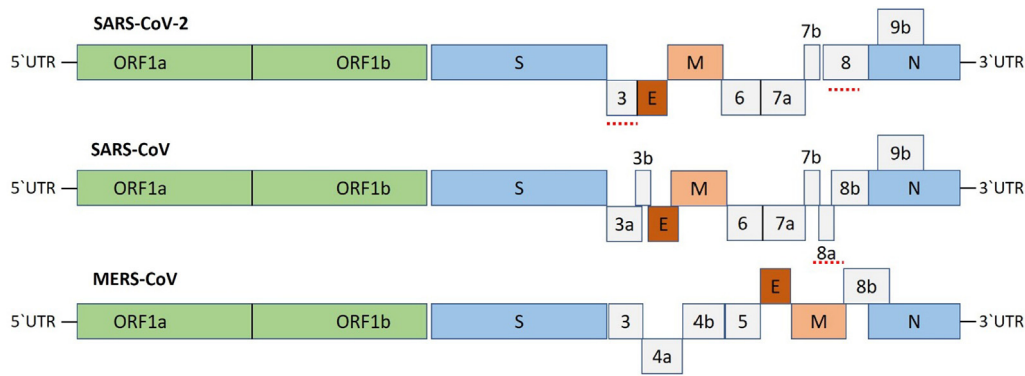 SARS-CoV-2
7b 9b
5`UTR ORF1a ORF1b S M 8 N 3`UTR
3 E 6 7a
SARS-CoV
3b 7b 9b
5`UTR ORF1a ORF1b S M 8b N 3`UTR
3a E 6 7a
8a
MERS-CoV
E 8b
5`UTR ORF1a ORF1b S 3 4b 5 M N 3`UTR
4a